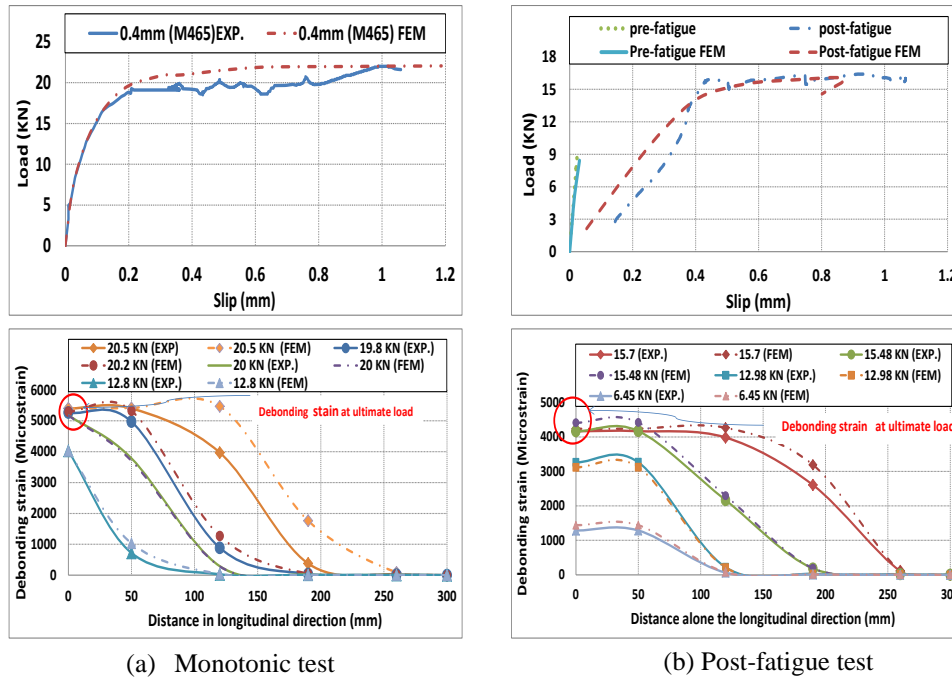 0.4mm (M465)EXP. 0.4mm (M465) FEM
Load (KN)
25
20
15
10
5
0
0 0.2 0.4 0.6 0.8 1 1.2
Slip (mm)
pre-fatigue post-fatigue
Pre-fatigue FEM Post-fatigue FEM
Load (KN)
18
15
12
9
6
3
0
0 0.2 0.4 0.6 0.8 1 1.2
Slip (mm)
20.5 KN (EXP) 20.5 KN (FEM) 19.8 KN (EXP.)
20.2 KN (FEM) 20 KN (EXP.) 20 KN (FEM)
12.8 KN (EXP.) 12.8 KN (FEM)
Debonding strain (Microstrain)
6000
5000
4000
3000
2000
1000
0
Debonding stain at ultimate load
0 50 100 150 200 250 300
Distance in longitudinal direction (mm)
15.7 (EXP.) 15.7 (FEM) 15.48 KN (EXP.)
15.48 KN (FEM) 12.98 KN (EXP.) 12.98 KN (FEM)
6.45 KN (EXP.) 6.45 KN (FEM)
Debonding strain (Microstrain)
5000
4000
3000
2000
1000
0
Debonding strain at ultimate load
0 50 100 150 200 250 300
Distance alone the longitudinal direction (mm)
(a) Monotonic test
(b) Post-fatigue test